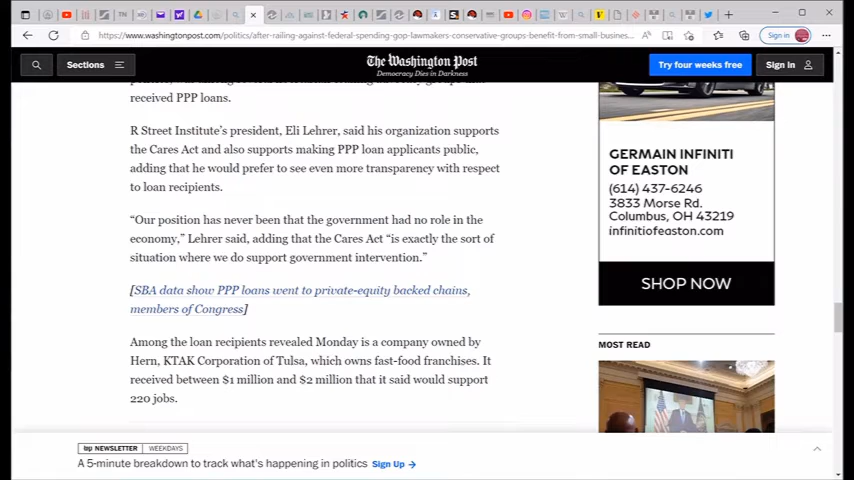 https://www.washingtonpost.com/politics/after-railing-against-federal-spending-gop-lawmakers-conservative-groups-benefit-from-small-business...
Sign in
Sections
The Washington Post
Democracy Dies in Darkness
Try four weeks free
Sign In
received PPP loans.
R Street Institute's president, Eli Lehrer, said his organization supports
the Cares Act and also supports making PPP loan applicants public,
adding that he would prefer to see even more transparency with respect
to loan recipients.
“Our position has never been that the government had no role in the
economy,” Lehrer said, adding that the Cares Act “is exactly the sort of
situation where we do support government intervention.”
[SBA data show PPP loans went to private-equity backed chains,
members of Congress]
Among the loan recipients revealed Monday is a company owned by
Hern, KTAK Corporation of Tulsa, which owns fast-food franchises. It
received between $1 million and $2 million that it said would support
220 jobs.
GERMAIN INFINITI
OF EASTON
(614) 437-6246
3833 Morse Rd.
Columbus, OH 43219
infinitiofeaston.com
SHOP NOW
MOST READ
wp NEWSLETTER WEEKDAYS
A 5-minute breakdown to track what's happening in politics Sign Up →